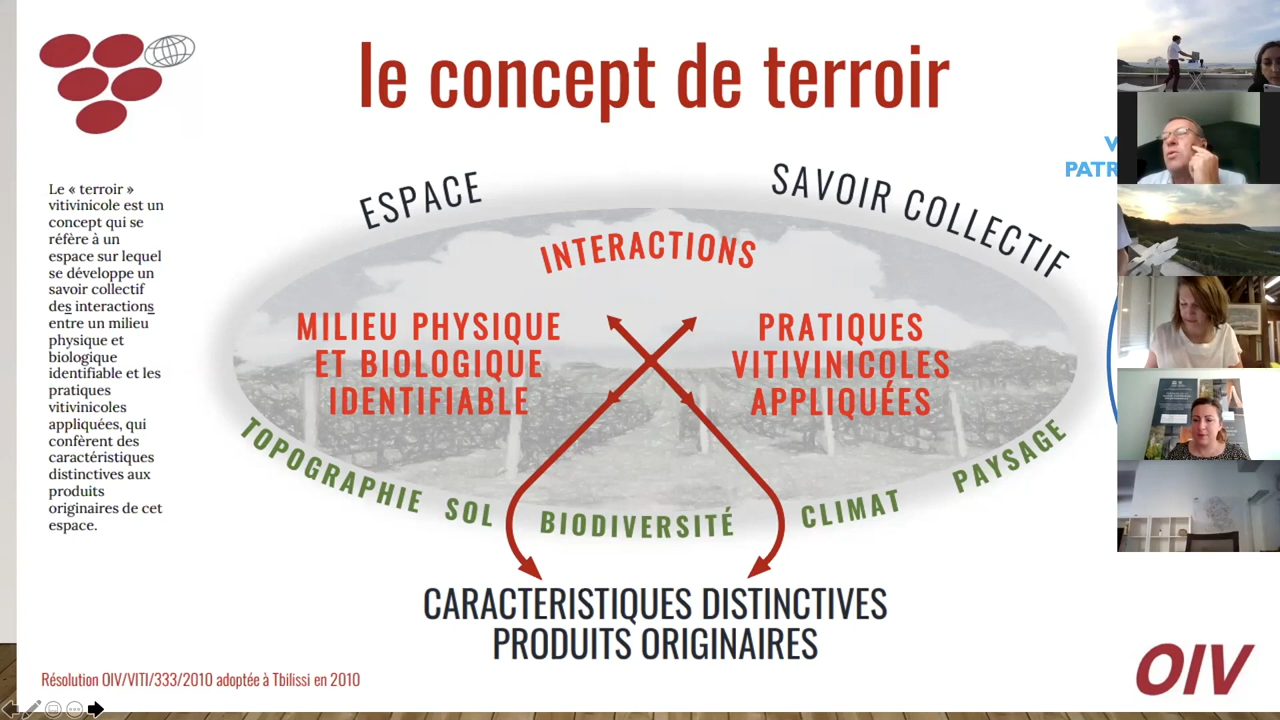 le concept de terroir
V
PATR
Le « terroir »
vitivinicole est un
concept qui se
réfère à un
espace sur lequel
se développe un
savoir collectif
des interactions
entre un milieu
physique et
biologique
identifiable et les
pratiques
vitivinicoles
appliquées, qui
confèrent des
caractéristiques
distinctives aux
produits
originaires de cet
espace.
ESPACE
SAVOIR COLLECTIF
INTERACTIONS
MILIEU PHYSIQUE
ET BIOLOGIQUE
IDENTIFIABLE
PRATIQUES
VITIVINICOLES
APPLIQUÉES
TOPOGRAPHIE SOL BIODIVERSITÉ CLIMAT PAYSAGE
CARACTERISTIQUES DISTINCTIVES
PRODUITS ORIGINAIRES
Résolution OIV/VITI/333/2010 adoptée à Tbilissi en 2010
OIV